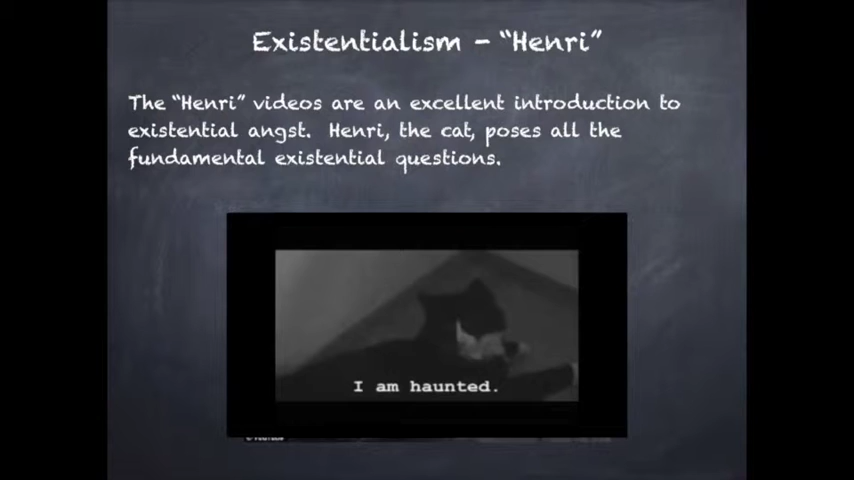 Existentialism - "Henri"
The "Henri" videos are an excellent introduction to
existential angst. Henri, the cat, poses all the
fundamental existential questions.
I am haunted.